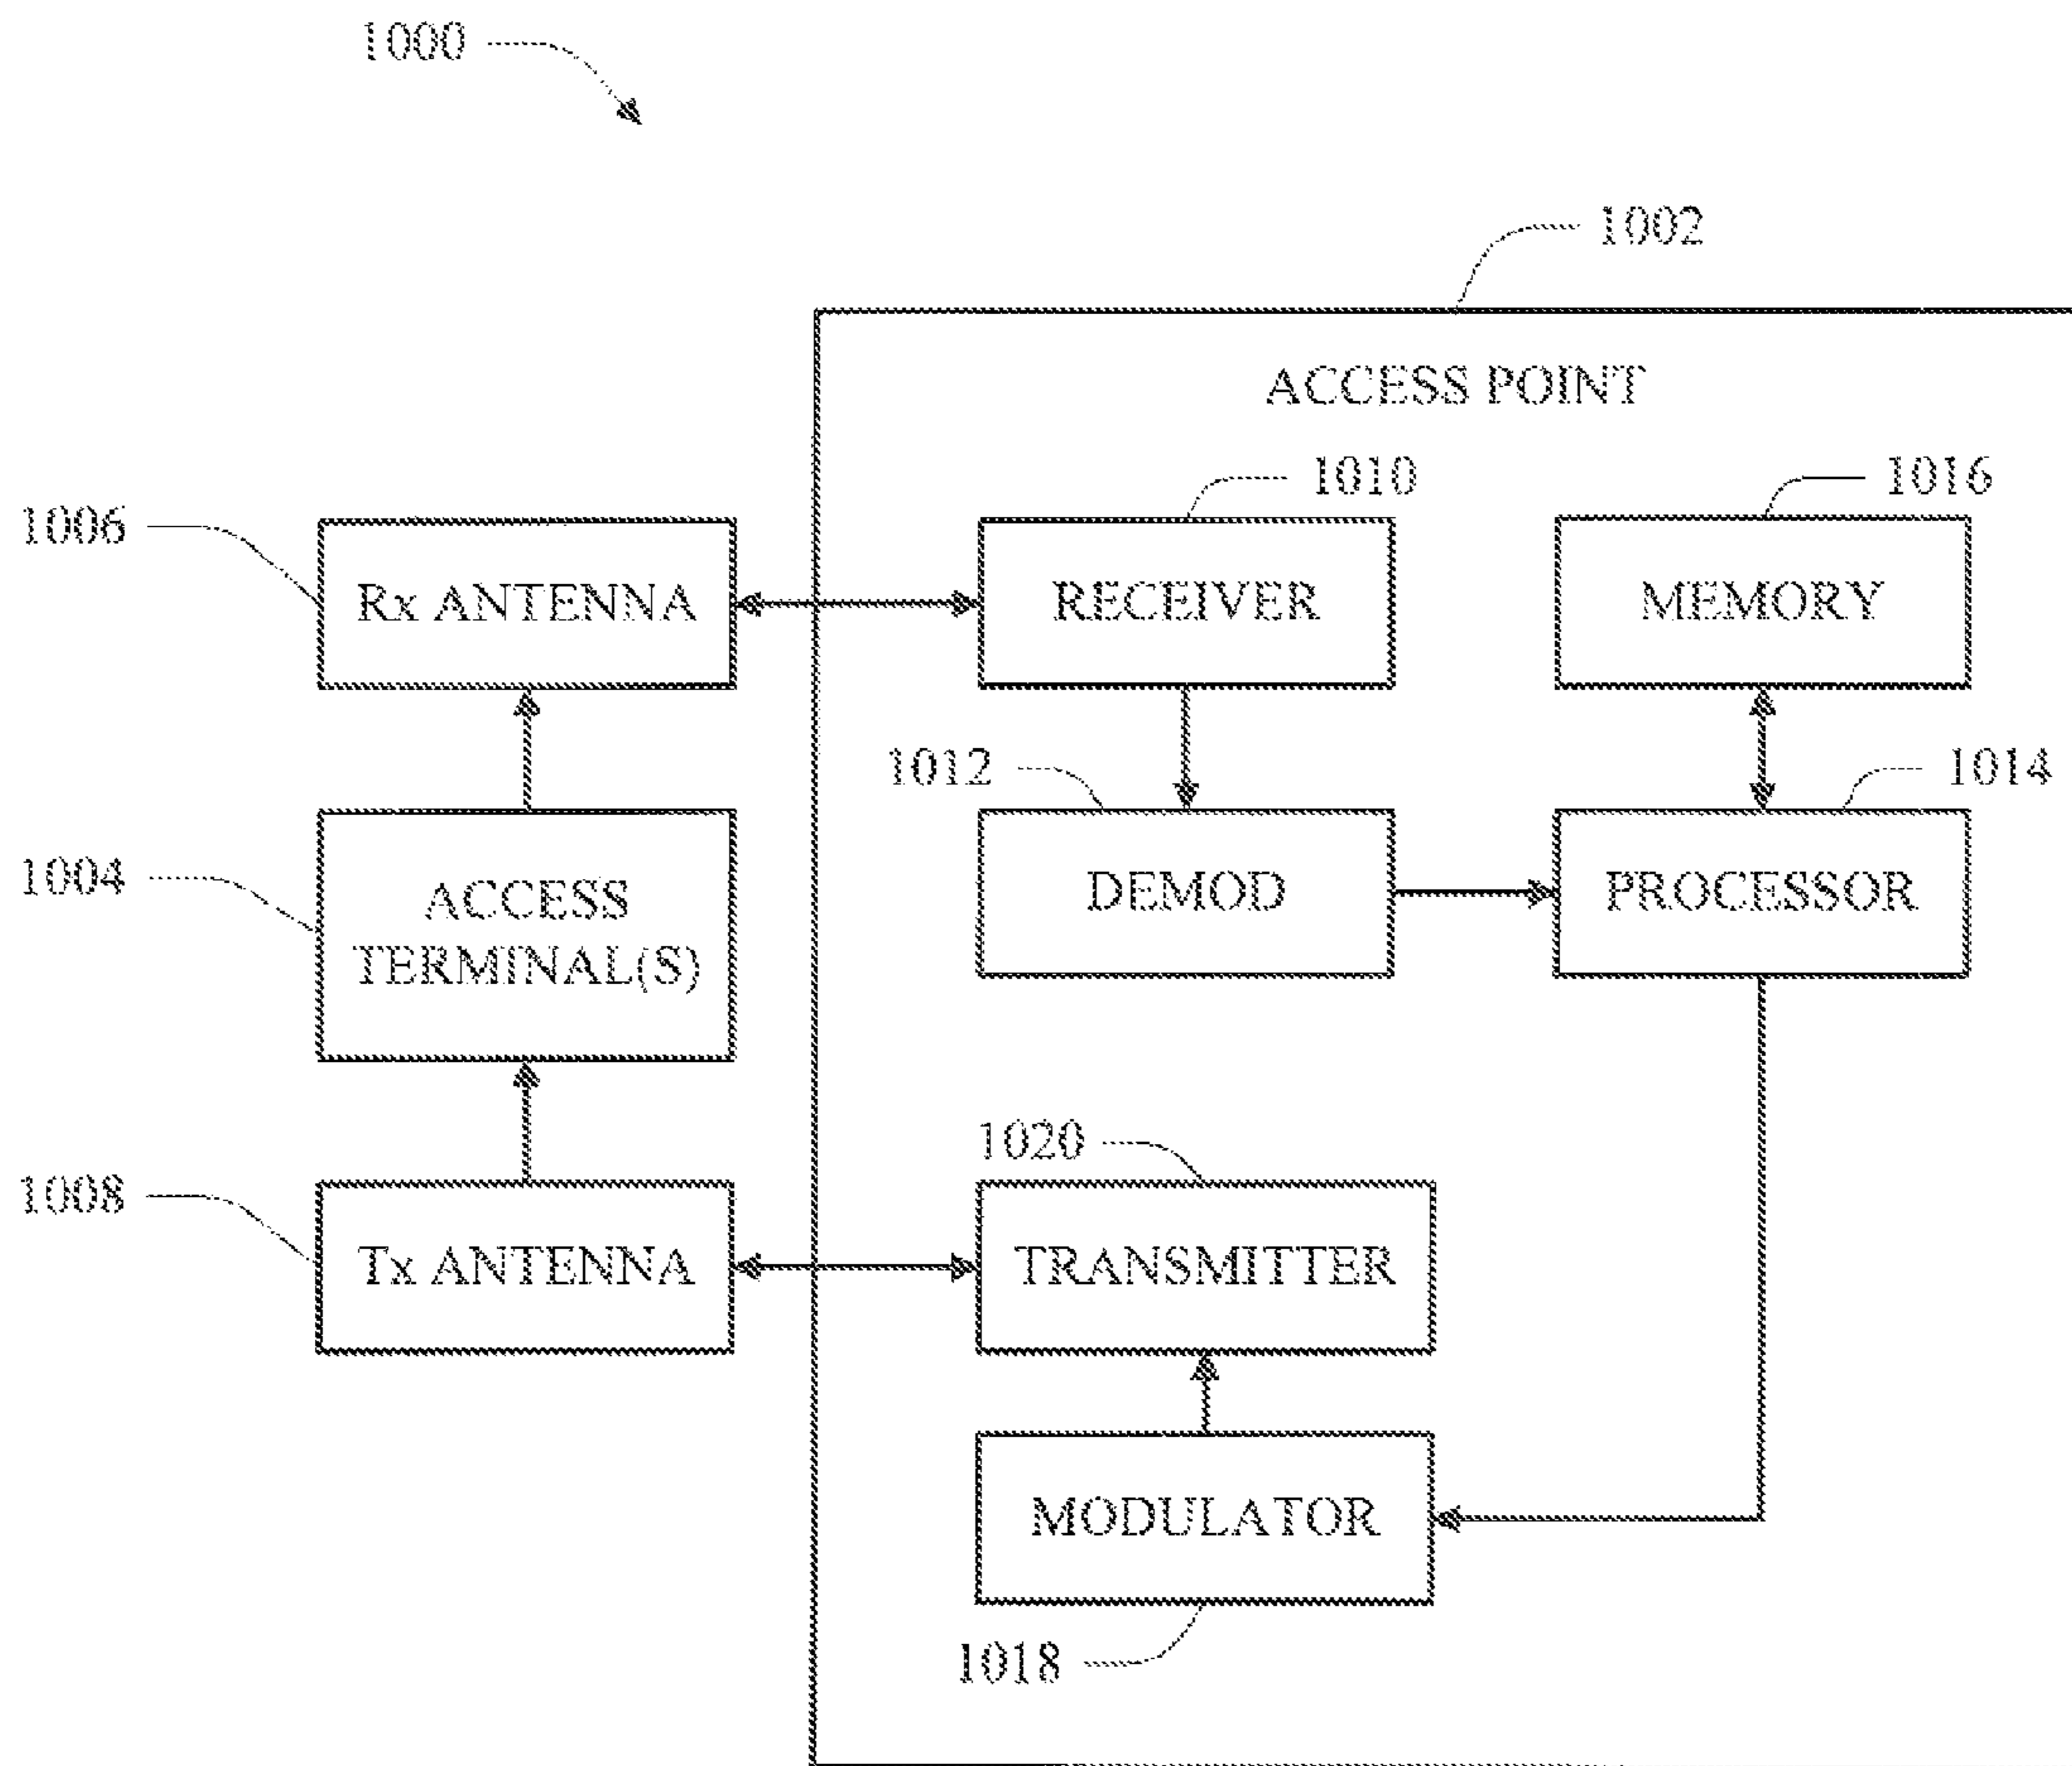 1000
1002
ACCESS POINT
1010
1016
1006
Rx ANTENNA
RECEIVER
MEMORY
1012
1014
1004
ACCESS
TERMINAL(S)
DEMOD
PROCESSOR
1020
1008
Tx ANTENNA
TRANSMITTER
MODULATOR
1018